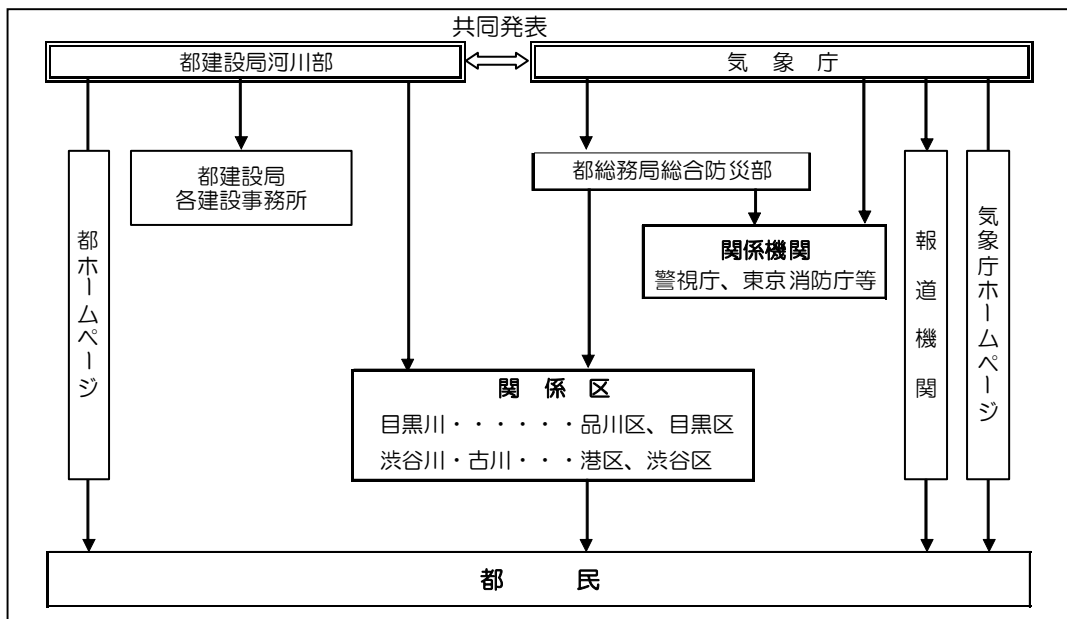 共同発表
都建設局河川部
気象庁
都建設局
各建設事務所
都総務局総合防災部
関係機関
警視庁、東京消防庁等
都ホームページ
報道機関
気象庁ホームページ
関係区
目黒川・・・・・・品川区、目黒区
渋谷川・古川・・・港区、渋谷区
都民